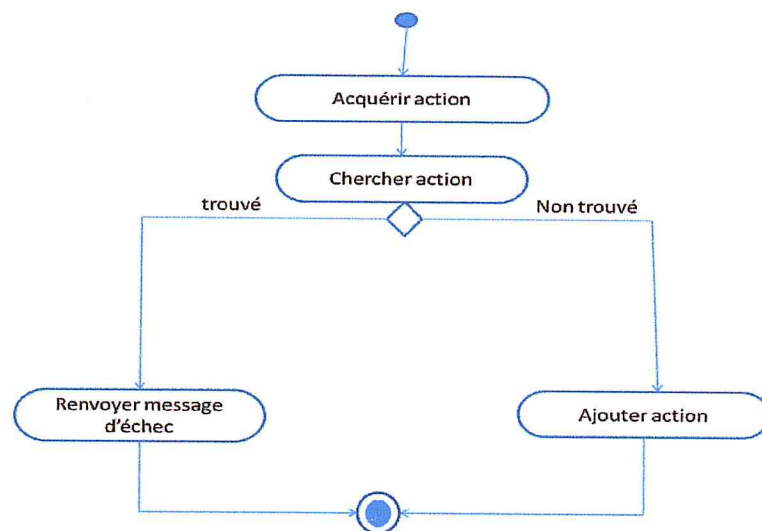 Acquérir action
Chercher action
trouvé
Non trouvé
Renvoyer message
d'échec
Ajouter action